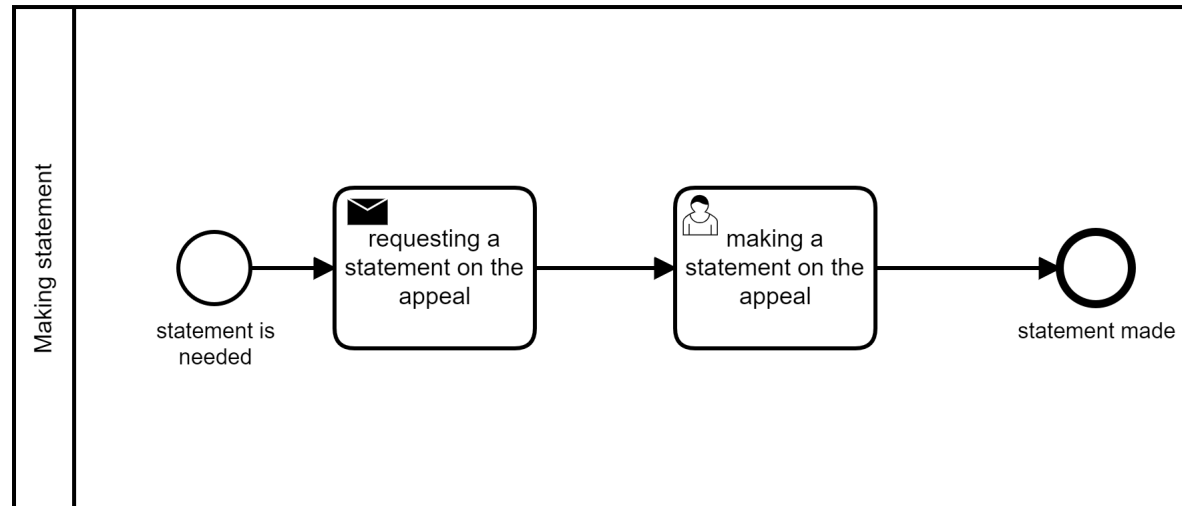 Making statement
statement is
needed
requesting a
statement on the
appeal
making a
statement on the
appeal
statement made